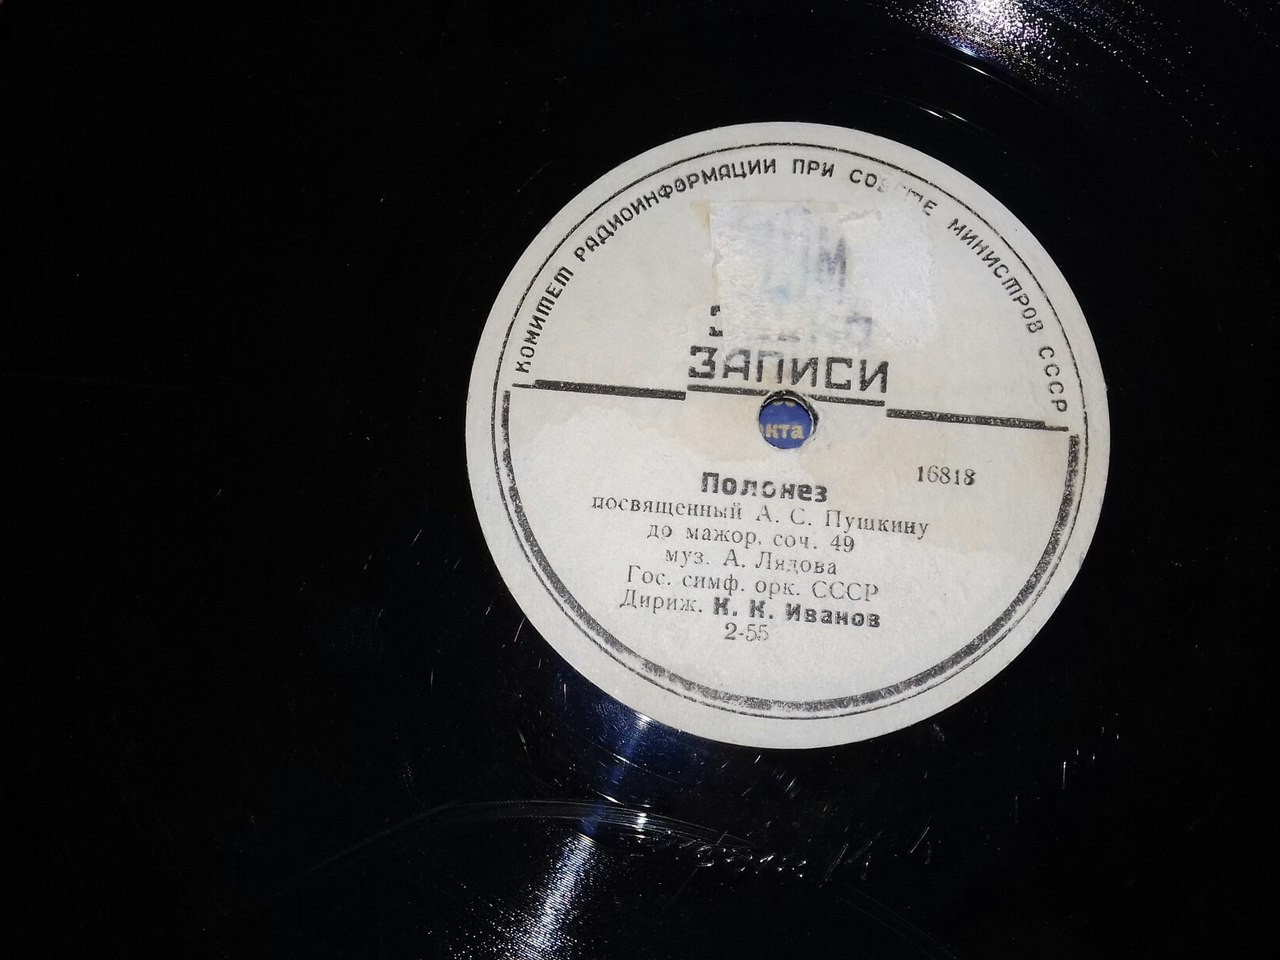 КОМИТЕТ РАДИОИНФОРМАЦИИ ПРИ СОВЕТЕ МИНИСТРОВ СССР
ЗАПИСИ
кта
16818
Полонез
посвященный А. С. Пушкину
до мажор, соч. 49
муз. А. Лядова
Гос. симф. орк. СССР
Дириж. К. К. Иванов
2-55